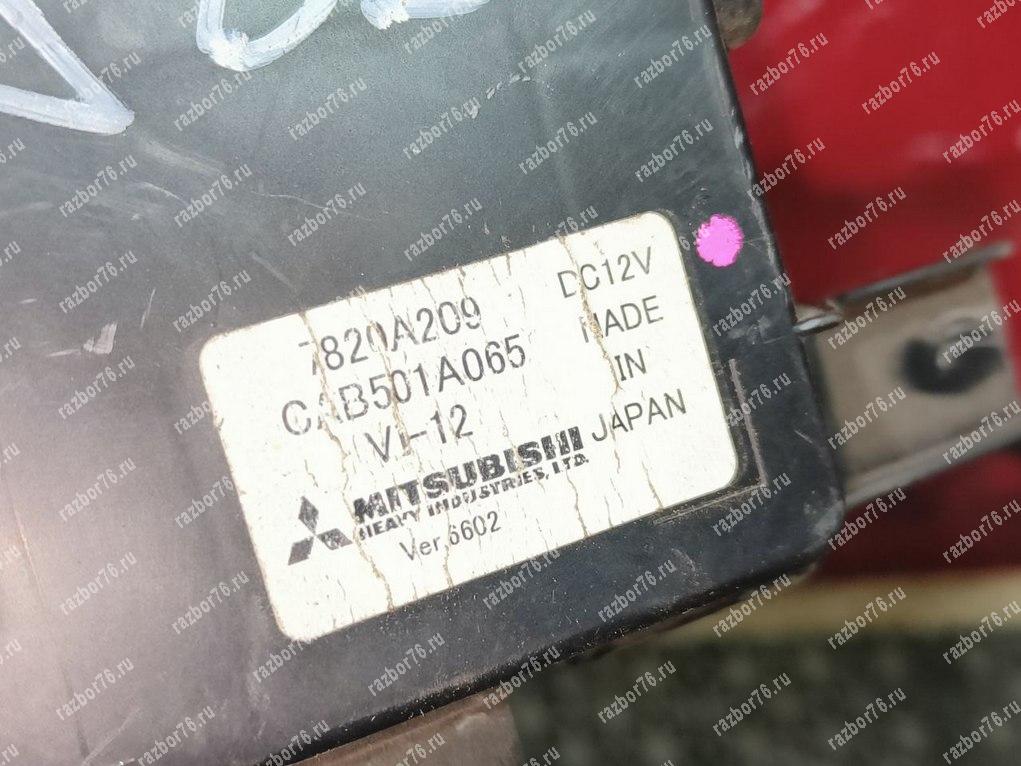 7820A209
CAB501A065
VI-12
DC12V
MADE
IN
JAPAN
MITSUBISHI
HEAVY INDUSTRIES, LTD.
Ver.6602
razbor76.ru